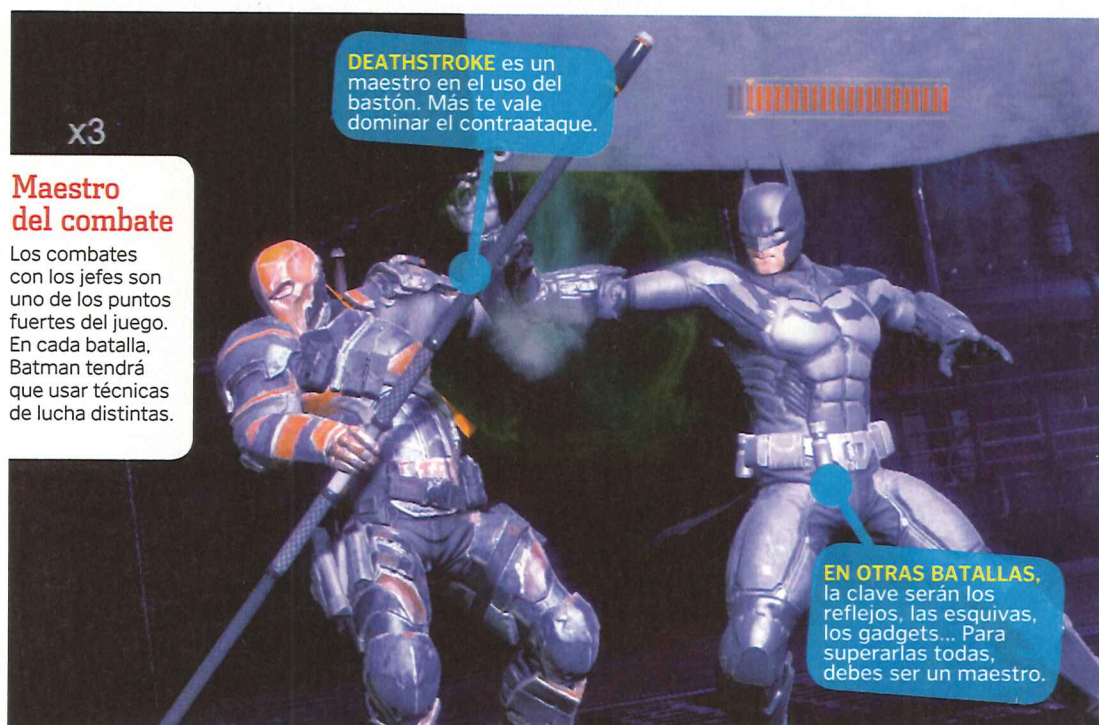 DEATHSTROKE es un
maestro en el uso del
bastón. Más te vale
dominar el contraataque.
x3
Maestro
del combate
Los combates
con los jefes son
uno de los puntos
fuertes del juego.
En cada batalla,
Batman tendrá
que usar técnicas
de lucha distintas.
EN OTRAS BATALLAS,
la clave serán los
reflejos, las esquivas,
los gadgets... Para
superarlas todas,
debes ser un maestro.